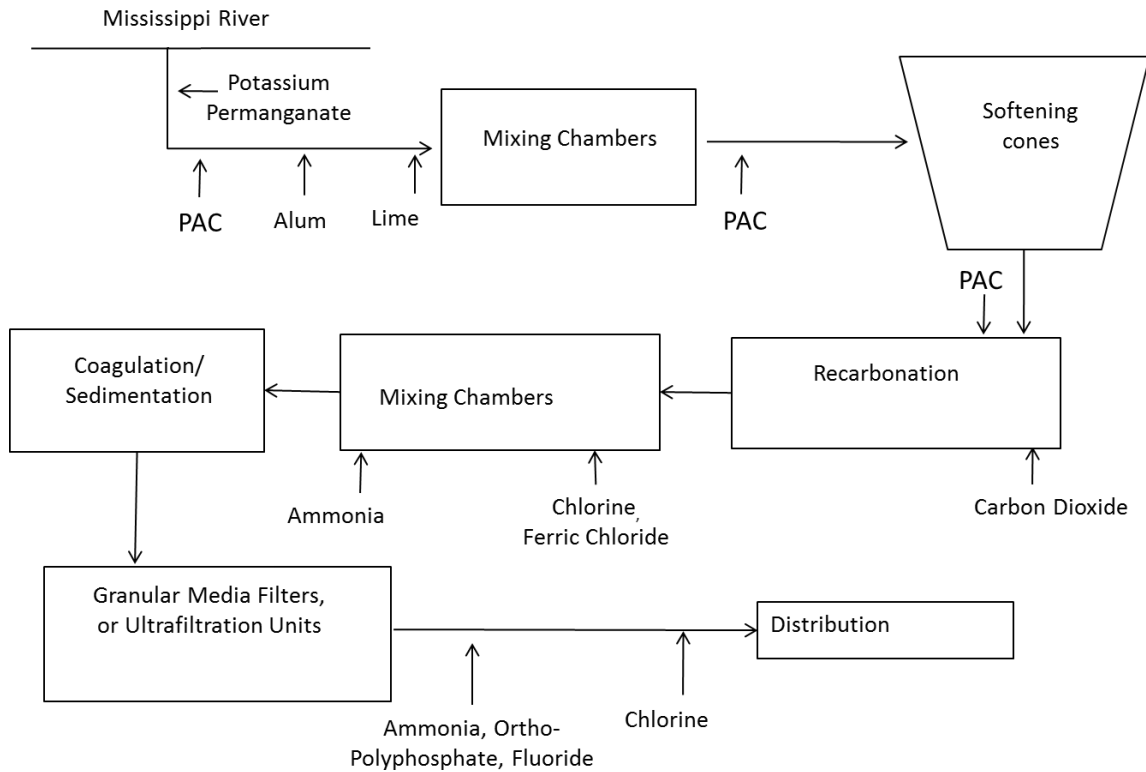 Mississippi River
Potassium
Permanganate
PAC
Alum
Lime
Mixing Chambers
PAC
Softening
cones
PAC
Recarbonation
Carbon Dioxide
Mixing Chambers
Chlorine,
Ferric Chloride
Ammonia
Coagulation/
Sedimentation
Granular Media Filters,
or Ultrafiltration Units
Ammonia, Ortho-
Polyphosphate, Fluoride
Chlorine
Distribution